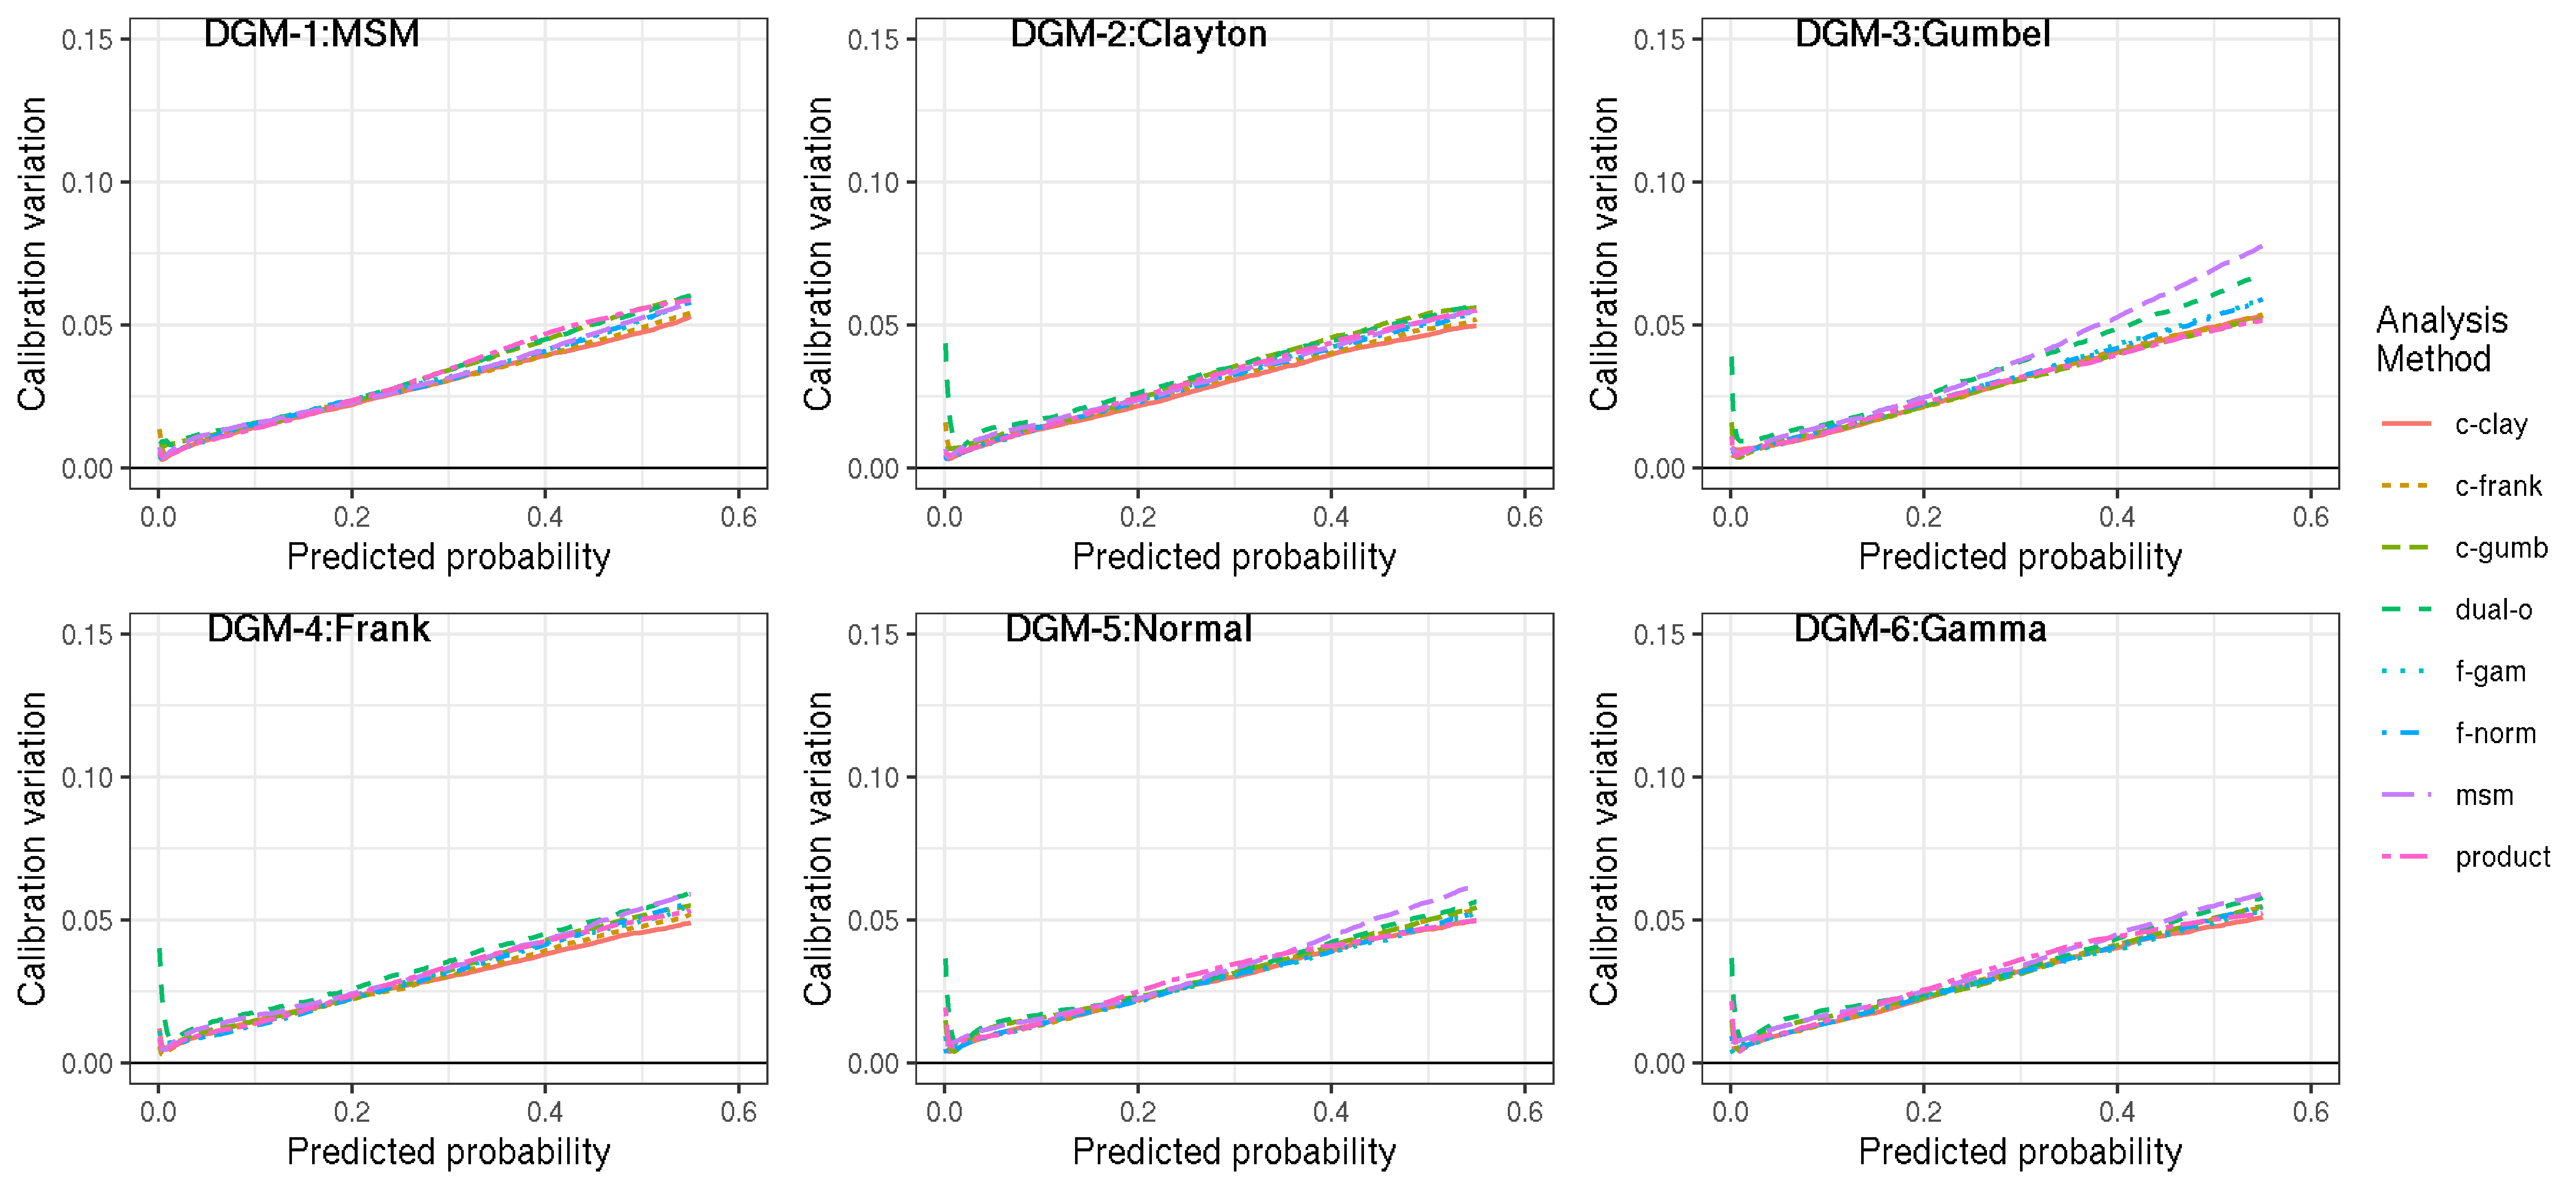 DGM-1:MSM
Calibration variation
0.15
0.10
0.05
0.00
0.0 0.2 0.4 0.6
Predicted probability
DGM-2:Clayton
Calibration variation
0.15
0.10
0.05
0.00
0.0 0.2 0.4 0.6
Predicted probability
DGM-3:Gumbel
Calibration variation
0.15
0.10
0.05
0.00
0.0 0.2 0.4 0.6
Predicted probability
DGM-4:Frank
Calibration variation
0.15
0.10
0.05
0.00
0.0 0.2 0.4 0.6
Predicted probability
DGM-5:Normal
Calibration variation
0.15
0.10
0.05
0.00
0.0 0.2 0.4 0.6
Predicted probability
DGM-6:Gamma
Calibration variation
0.15
0.10
0.05
0.00
0.0 0.2 0.4 0.6
Predicted probability
Analysis
Method
c-clay
c-frank
c-gumb
dual-o
f-gam
f-norm
msm
product